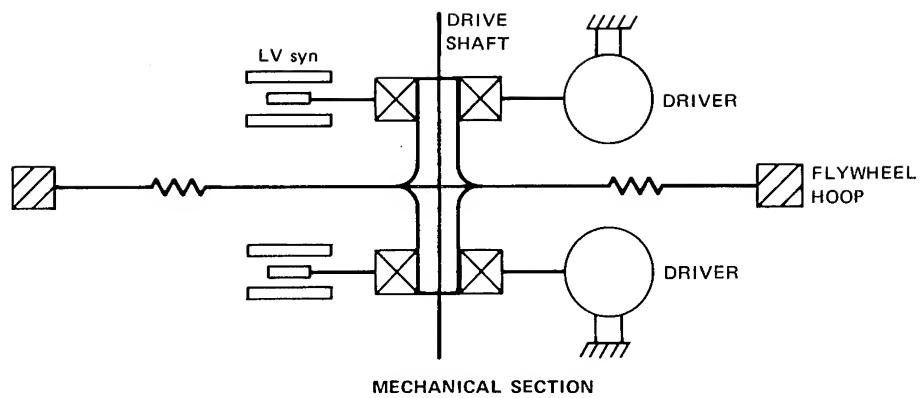 DRIVE
SHAFT
LV syn
DRIVER
FLYWHEEL
HOOP
DRIVER
MECHANICAL SECTION